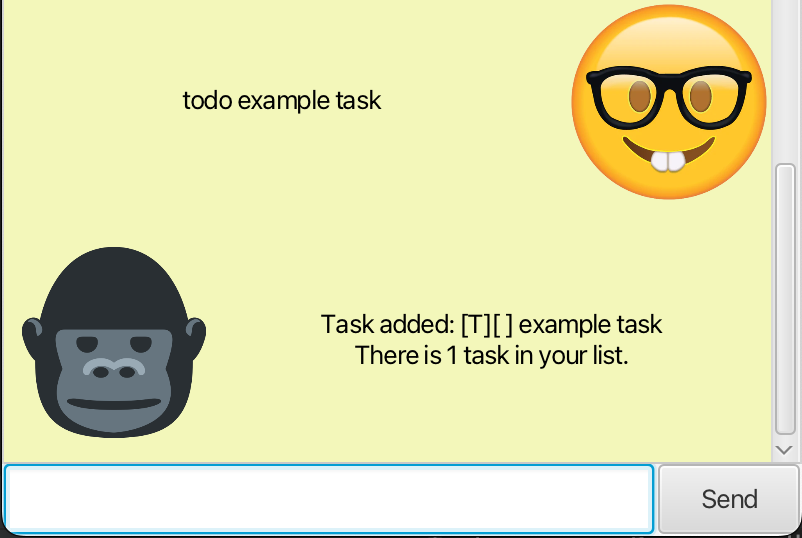 todo example task
Task added: [T][ ] example task
There is 1 task in your list.
Send